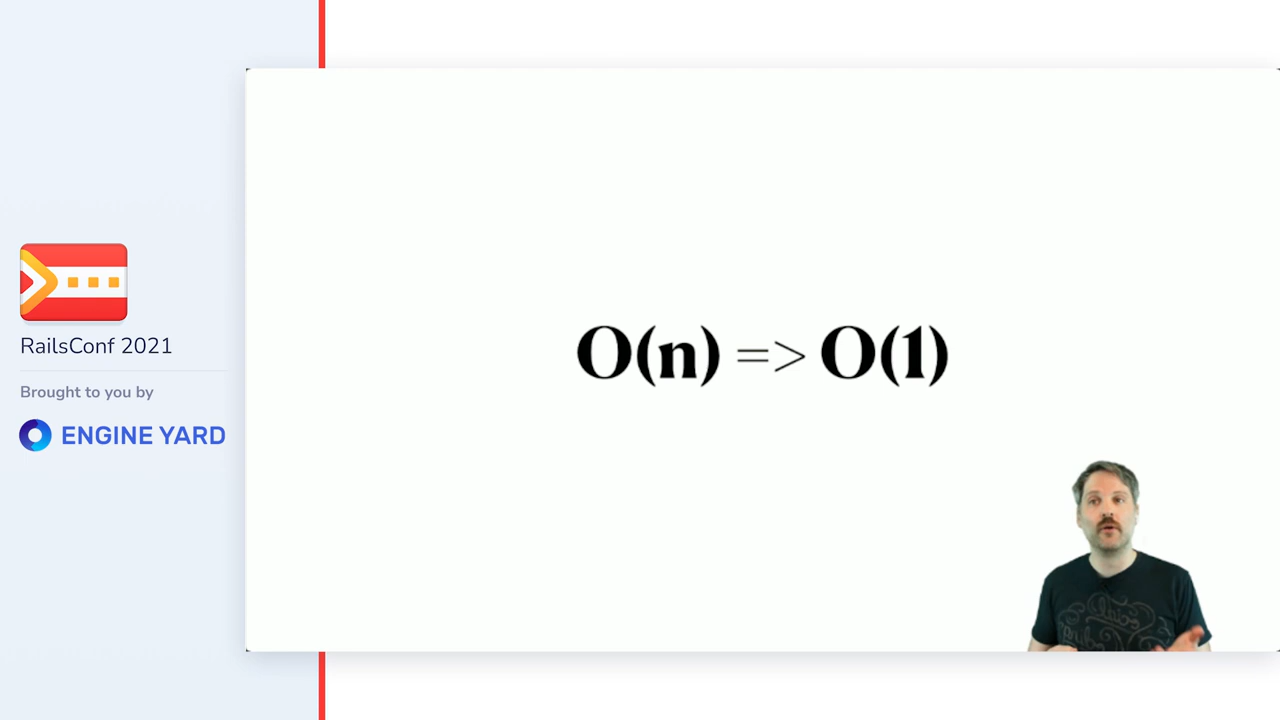 RailsConf 2021
Brought to you by
ENGINE YARD
O(n) => O(1)